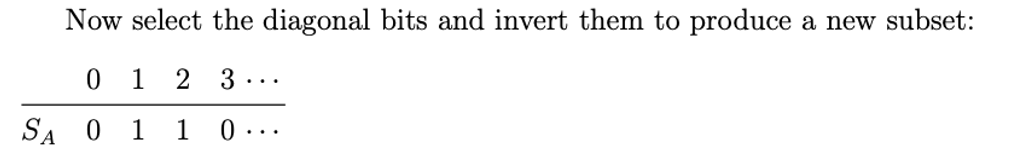 Now select the diagonal bits and invert them to produce a new subset:
0 1 2 3 ⋯
S_A 0 1 1 0 ⋯